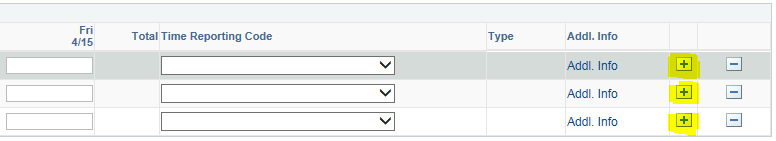 Fri
4/15 Total Time Reporting Code Type Addl. Info
Addl. Info + −
Addl. Info + −
Addl. Info + −